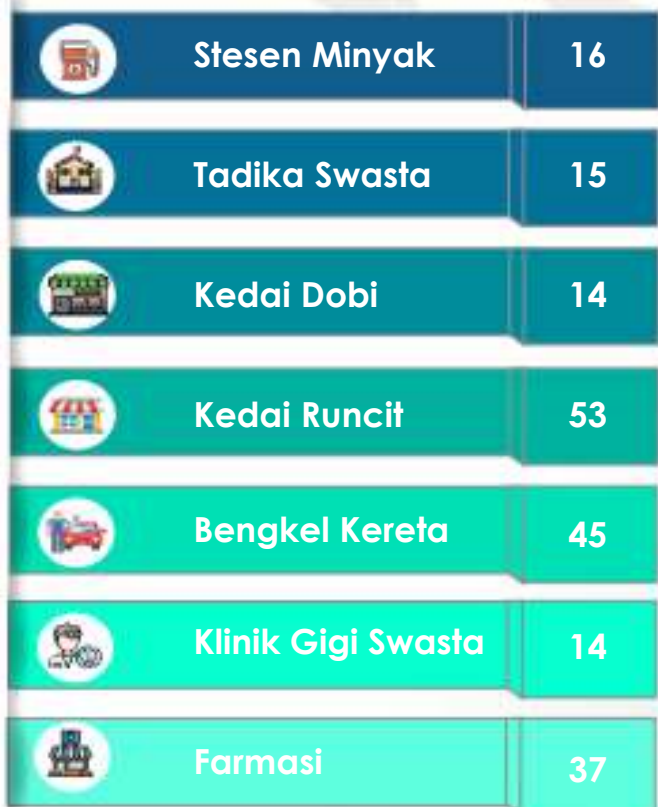 Stesen Minyak 16
Tadika Swasta 15
Kedai Dobi 14
Kedai Runcit 53
Bengkel Kereta 45
Klinik Gigi Swasta 14
Farmasi 37